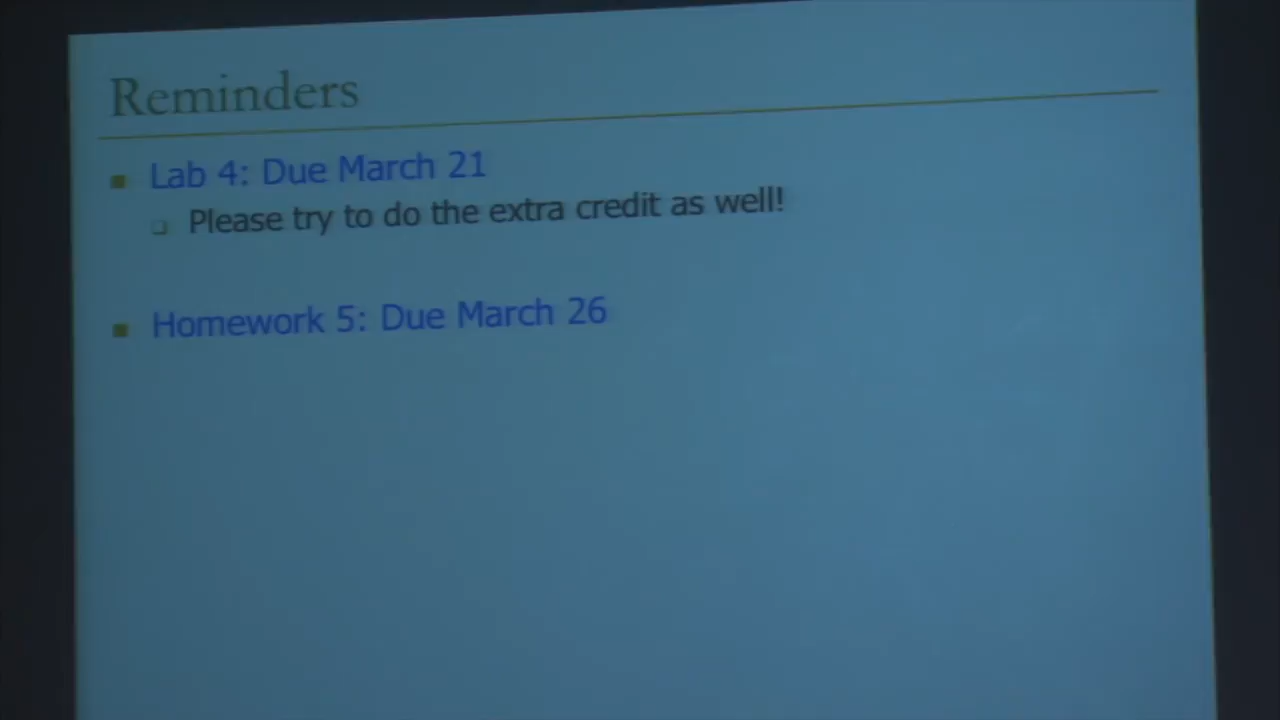 Reminders
Lab 4: Due March 21
Please try to do the extra credit as well!
Homework 5: Due March 26